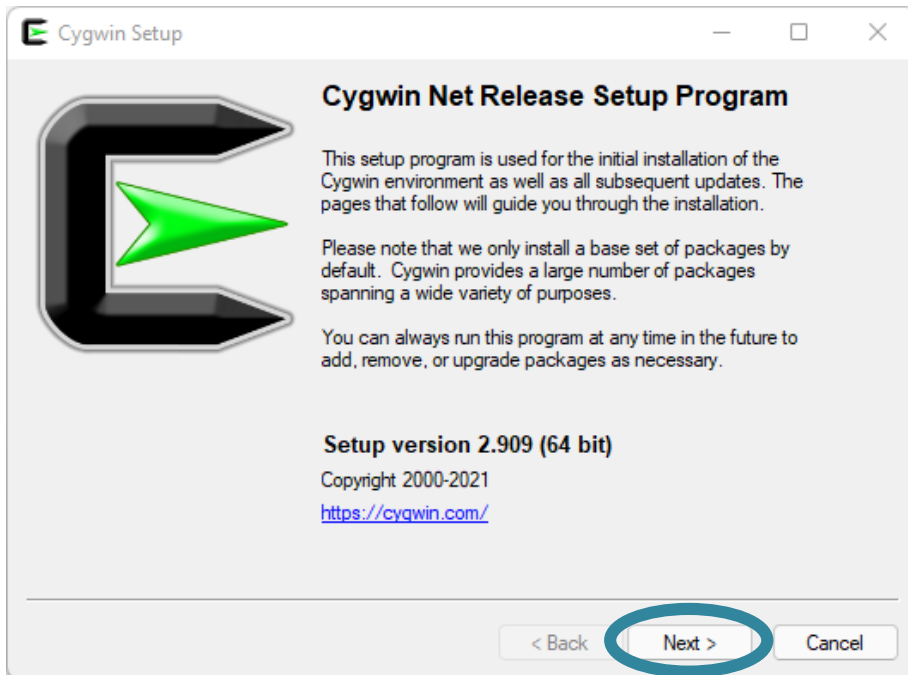 Cygwin Setup
Cygwin Net Release Setup Program
This setup program is used for the initial installation of the
Cygwin environment as well as all subsequent updates. The
pages that follow will guide you through the installation.
Please note that we only install a base set of packages by
default. Cygwin provides a large number of packages
spanning a wide variety of purposes.
You can always run this program at any time in the future to
add, remove, or upgrade packages as necessary.
Setup version 2.909 (64 bit)
Copyright 2000-2021
https://cygwin.com/
< Back Next > Cancel